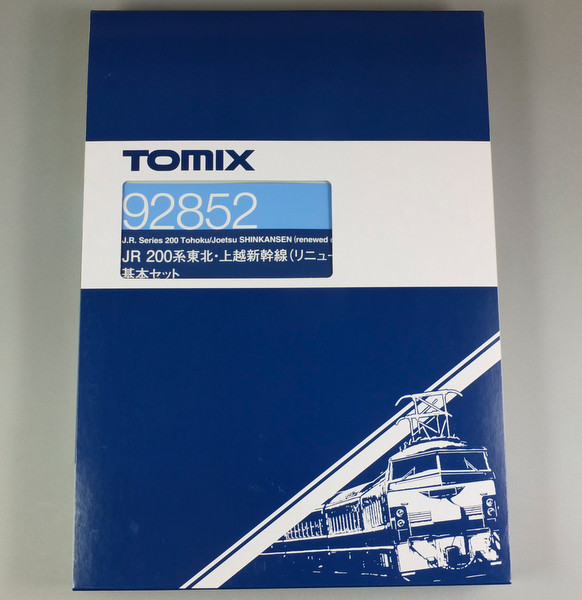 TOMIX
92852
J.R. Series 200 Tohoku/Joetsu SHINKANSEN (renewed
JR 200系東北・上越新幹線(リニュー
基本セット